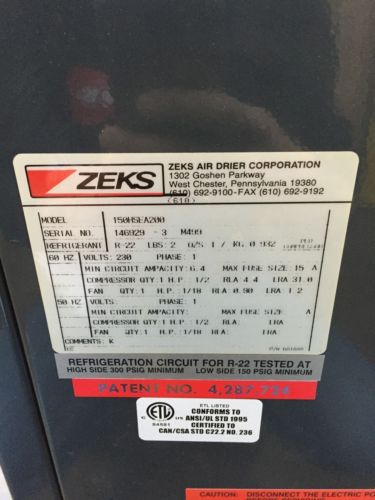 ZEKS
ZEKS AIR DRIER CORPORATION
1302 Goshen Parkway
West Chester, Pennsylvania 19380
(610) 692-9100-FAX (610) 692-9192
(610)
MODEL 150HSEA200
SERIAL NO. 146929 - 3 M499
REFRIGERANT R-22 LBS: 2 O/S 1 / KG. 0.932 PER COMPRESSOR
60 HZ VOLTS: 230 PHASE: 1
MIN CIRCUIT AMPACITY: 6.4 MAX FUSE SIZE: 15 A
COMPRESSOR QTY: 1 H.P.: 1/2 RLA 4.4 LRA 31.0
FAN QTY: 1 H.P.: 1/18 RLA 0.90 LRA 1.2
50 HZ VOLTS: PHASE: 1
MIN CIRCUIT AMPACITY: MAX FUSE SIZE: A
COMPRESSOR QTY: 1 H.P.: 1/2 RLA: LRA
FAN QTY: 1 H.P.: 1/18 RLA: LRA
COMMENTS: K
REFRIGERATION CIRCUIT FOR R-22 TESTED AT
HIGH SIDE 300 PSIG MINIMUM LOW SIDE 150 PSIG MINIMUM
PATENT NO. 4,287,724
ETL LISTED
CONFORMS TO
ANSI/UL STD 1995
CERTIFIED TO
CAN/CSA STD C22.2 NO. 236
C ETL US
CAUTION: DISCONNECT THE ELECTRIC